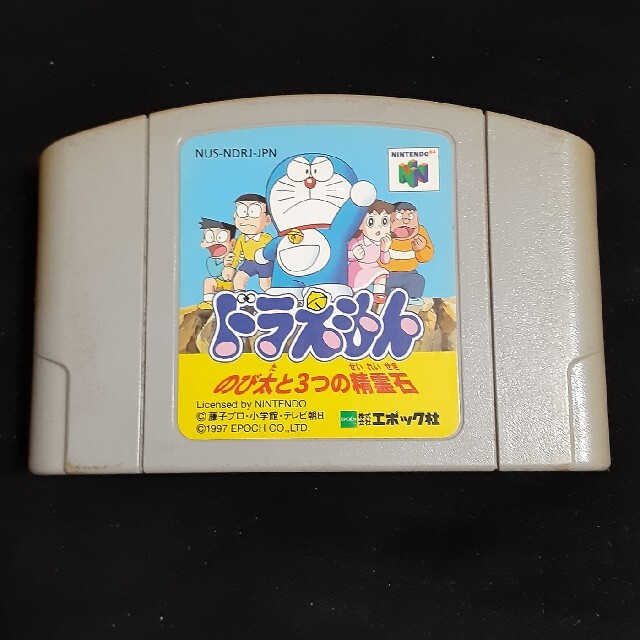 NUS-NDRJ-JPN
NINTENDO 64
ドラえもん
のび太と3つの精霊石
た せい れい せき
Licensed by NINTENDO
Ⓒ 藤子プロ・小学館・テレビ朝日
©1997 EPOCH CO., LTD.
EPOCH 株式会社エポック社